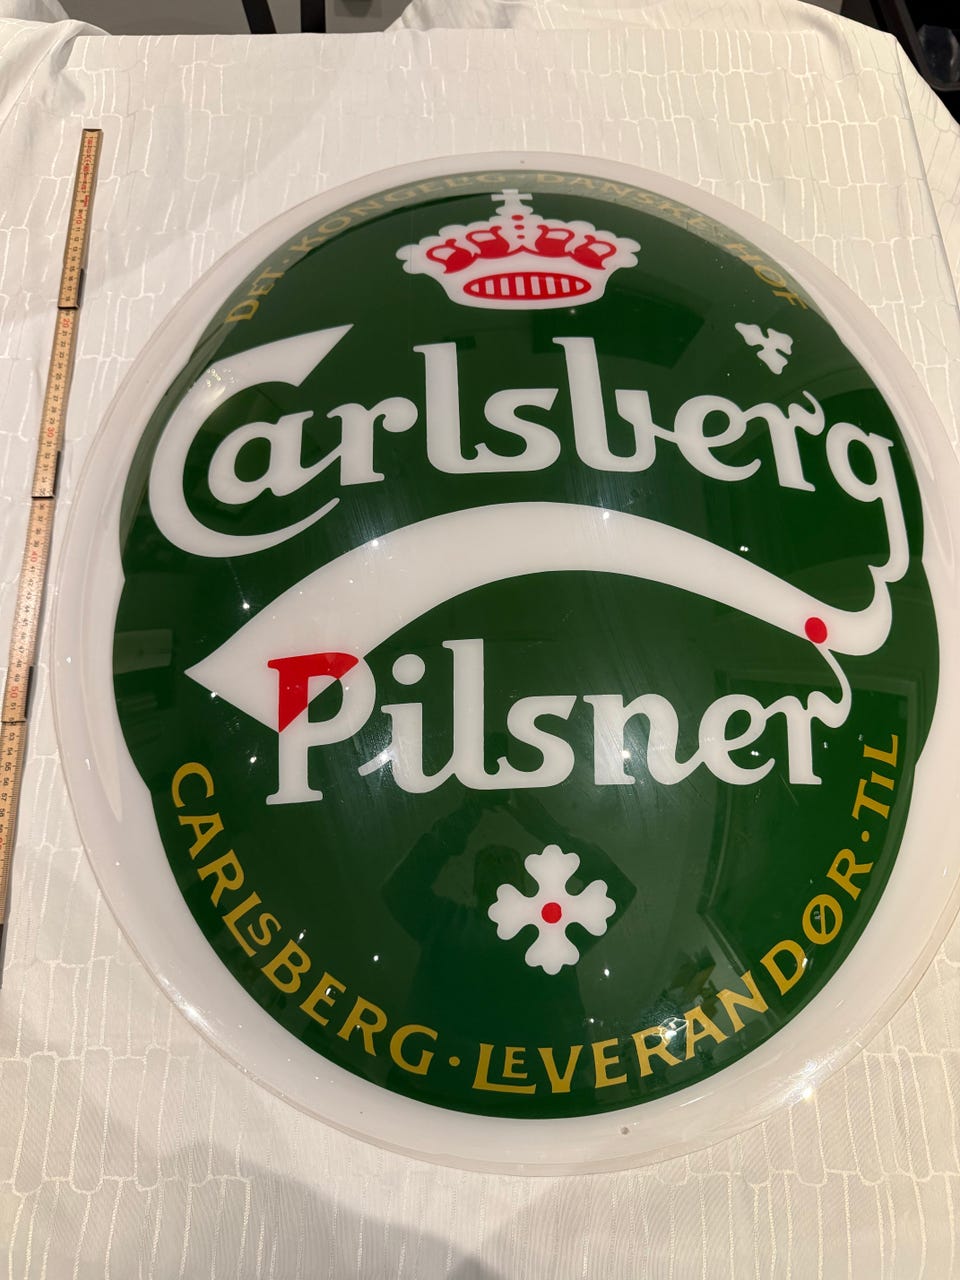 DET·KONGELIG·DANSKE·HOF
Carlsberg
Pilsner
CARLSBERG·LEVERANDØR·TIL